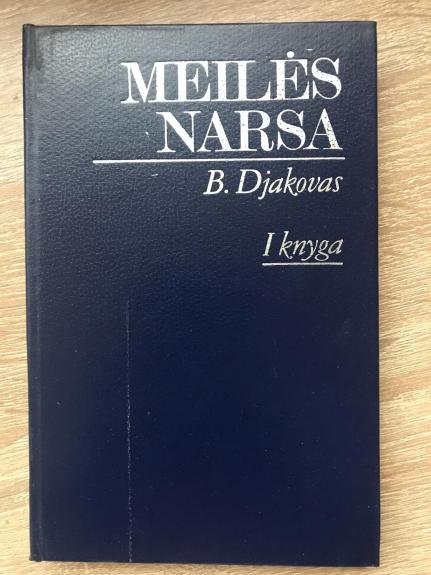 MEILĖS
NARSA
B. Djakovas
I knyga